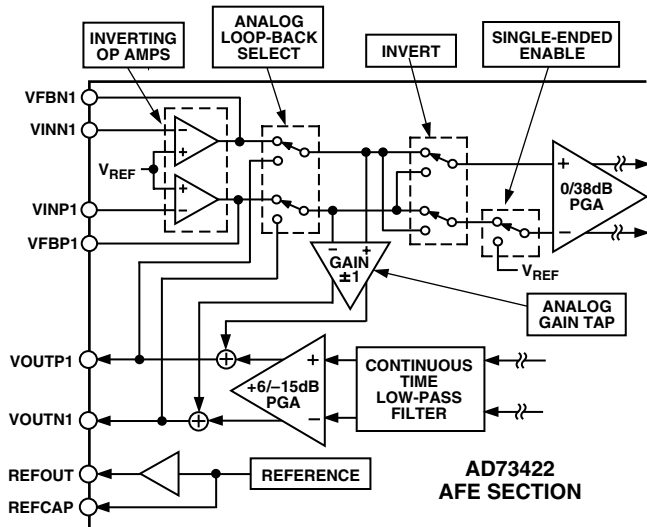 INVERTING
OP AMPS
ANALOG
LOOP-BACK
SELECT
INVERT
SINGLE-ENDED
ENABLE
VFBN1
VINN1
VREF
VINP1
VFBP1
–
+
+
–
+
–
0/38dB
PGA
VREF
– +
GAIN
±1
ANALOG
GAIN TAP
VOUTP1
VOUTN1
+
+
+
–
+6/–15dB
PGA
CONTINUOUS
TIME
LOW-PASS
FILTER
REFOUT
REFCAP
REFERENCE
AD73422
AFE SECTION